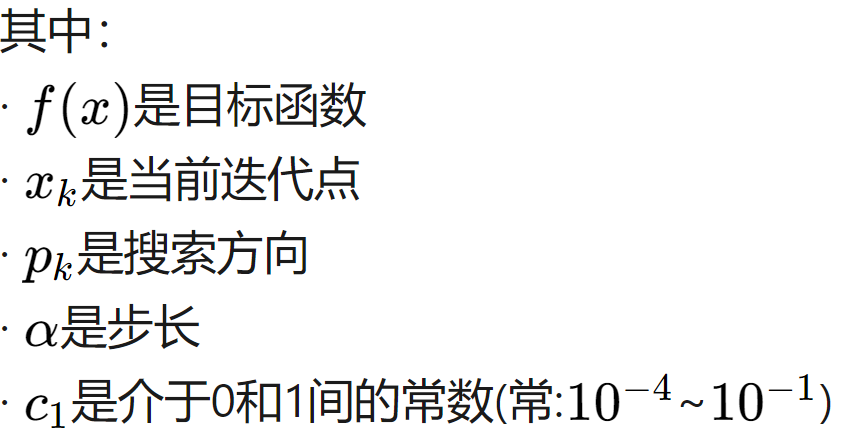 其中：
· f(x)是目标函数
· x_k是当前迭代点
· p_k是搜索方向
· α是步长
· c_1是介于0和1间的常数(常:10^{-4}~10^{-1})